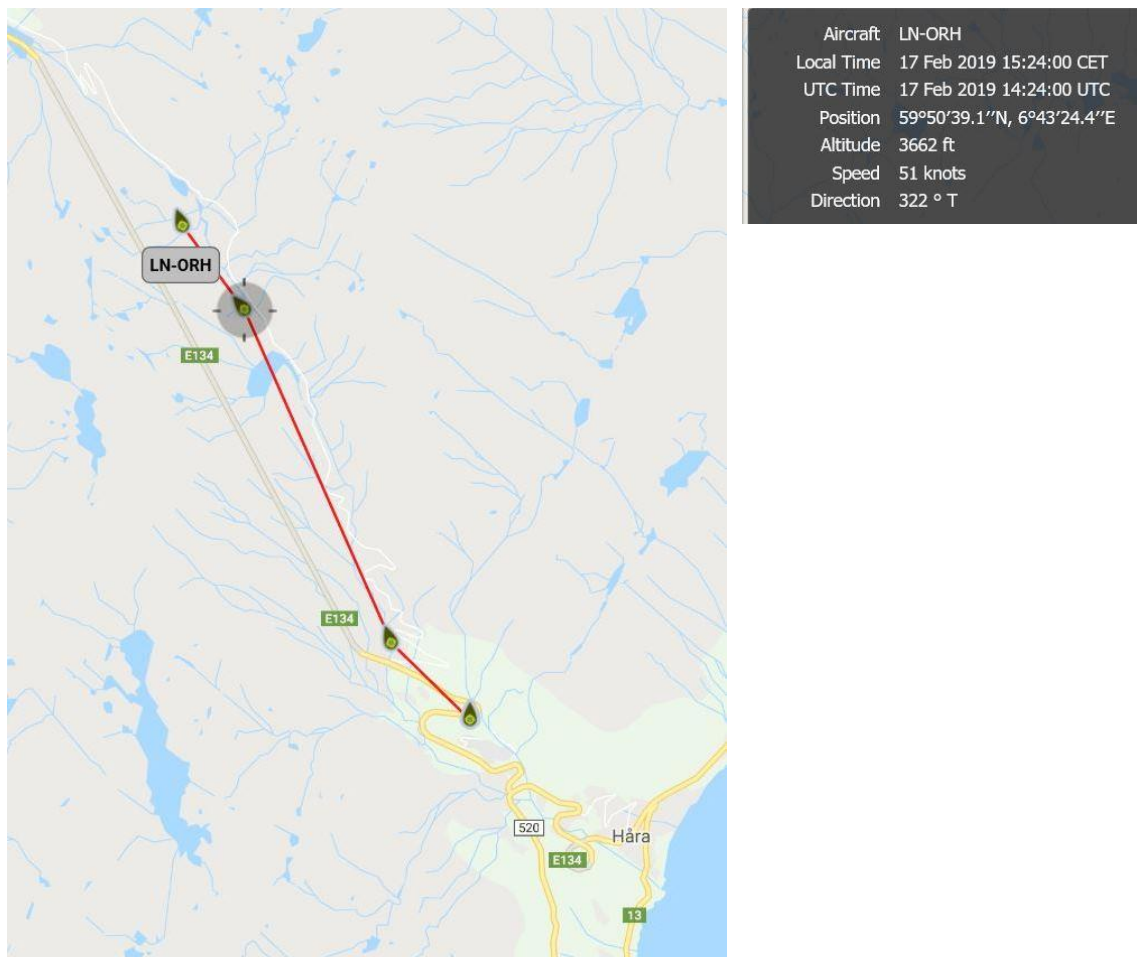 LN-ORH
E134
E134
520
Håra
E134
13
Aircraft LN-ORH
Local Time 17 Feb 2019 15:24:00 CET
UTC Time 17 Feb 2019 14:24:00 UTC
Position 59°50′39.1′′N, 6°43′24.4′′E
Altitude 3662 ft
Speed 51 knots
Direction 322 ° T